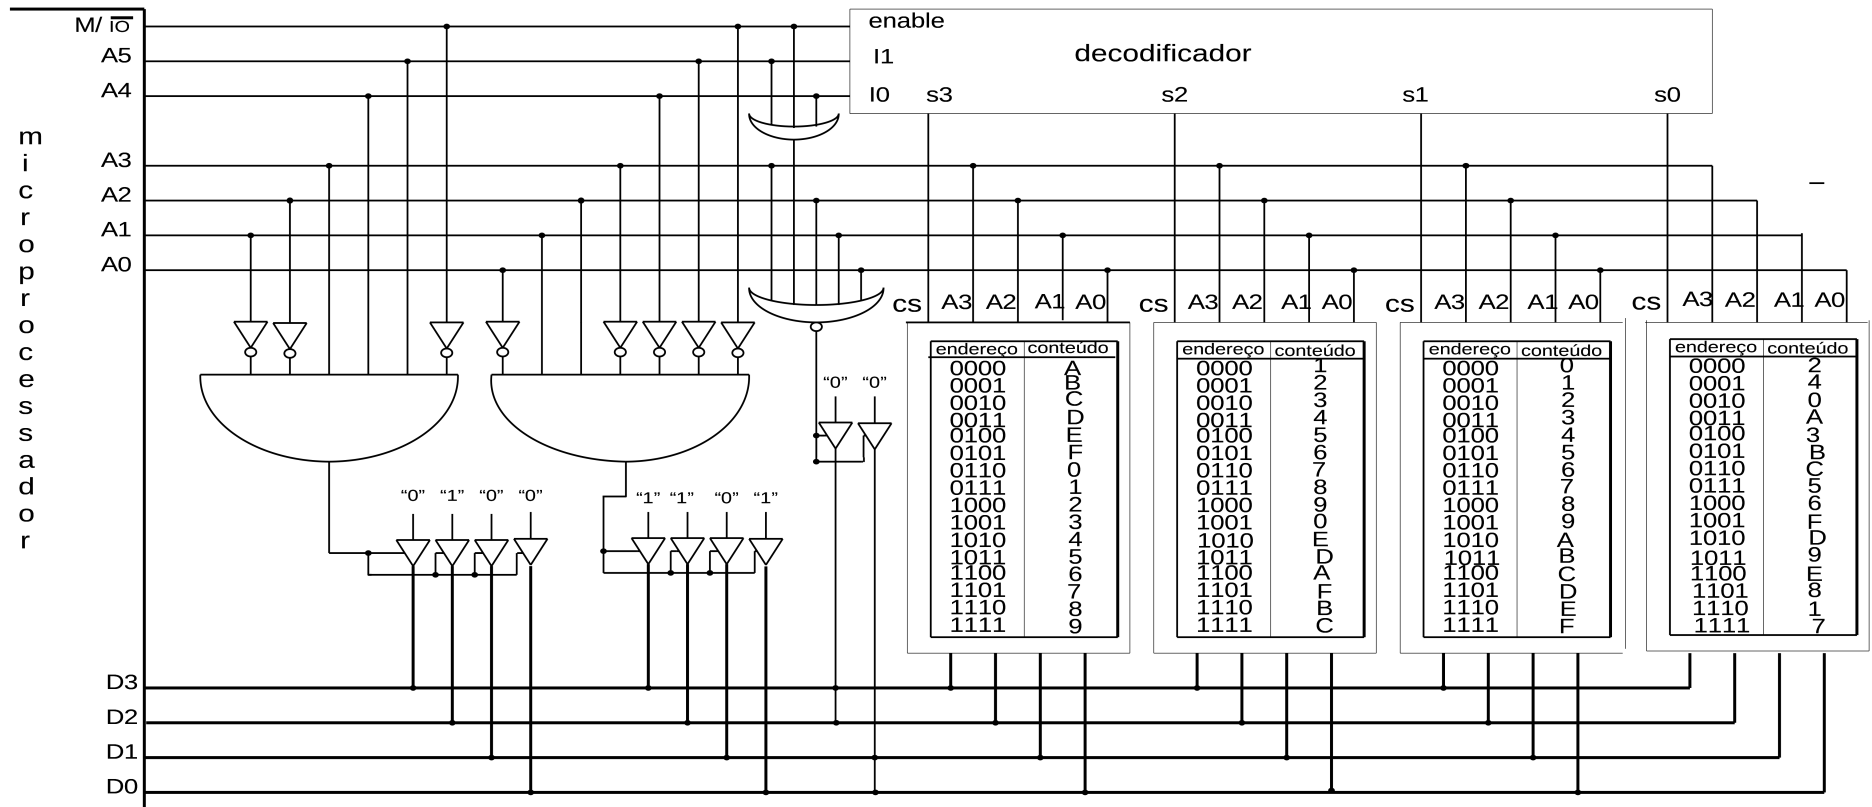 M/ IO
A5
A4
A3
A2
A1
A0
microprocessador
enable
I1
I0
decodificador
s3 s2 s1 s0
“0” “0”
“0” “1” “0” “0”
“1” “1” “0” “1”
cs A3 A2 A1 A0
endereço conteúdo
0000 A
0001 B
0010 C
0011 D
0100 E
0101 F
0110 0
0111 1
1000 2
1001 3
1010 4
1011 5
1100 6
1101 7
1110 8
1111 9
cs A3 A2 A1 A0
endereço conteúdo
0000 1
0001 2
0010 3
0011 4
0100 5
0101 6
0110 7
0111 8
1000 9
1001 0
1010 E
1011 D
1100 A
1101 F
1110 B
1111 C
cs A3 A2 A1 A0
endereço conteúdo
0000 0
0001 1
0010 2
0011 3
0100 4
0101 5
0110 6
0111 7
1000 8
1001 9
1010 A
1011 B
1100 C
1101 D
1110 E
1111 F
cs A3 A2 A1 A0
endereço conteúdo
0000 2
0001 4
0010 0
0011 A
0100 3
0101 B
0110 C
0111 5
1000 6
1001 F
1010 D
1011 9
1100 E
1101 8
1110 1
1111 7
D3
D2
D1
D0